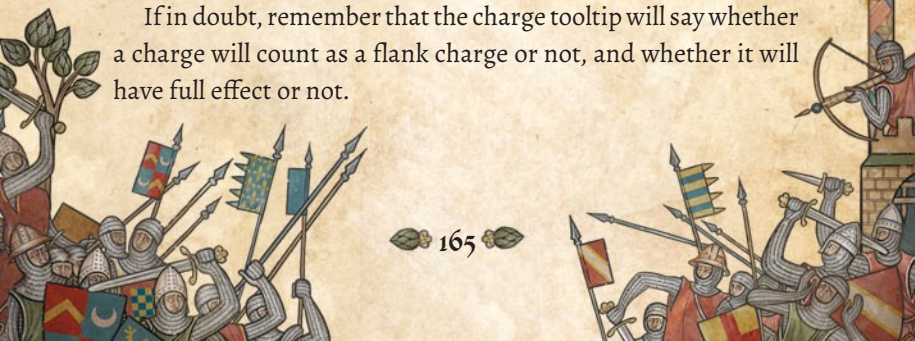 If in doubt, remember that the charge tooltip will say whether
a charge will count as a flank charge or not, and whether it will
have full effect or not.
165